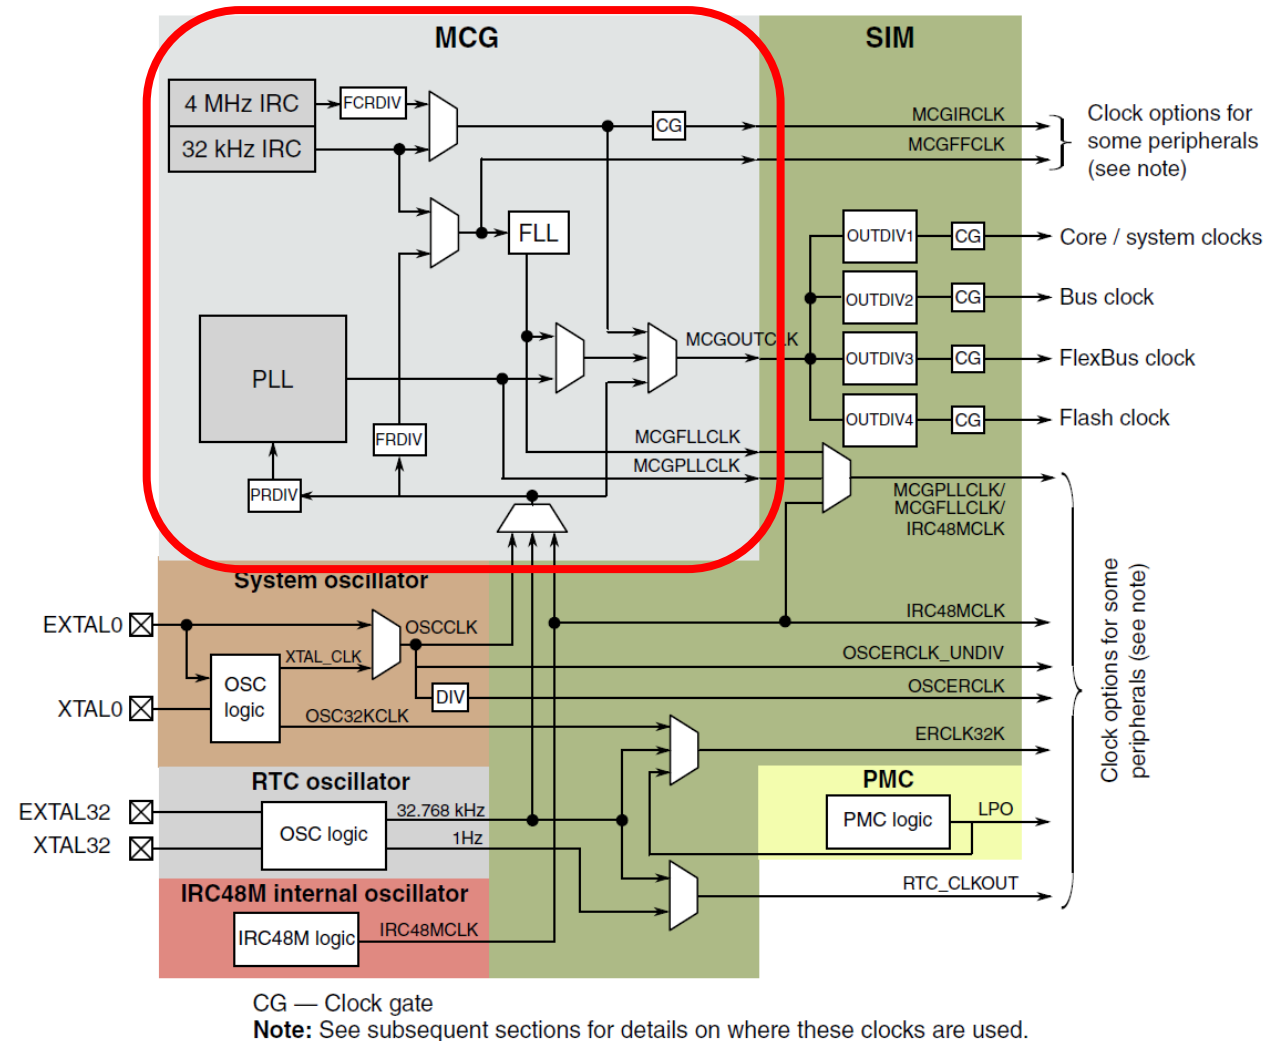 MCG
SIM
4 MHz IRC
FCRDIV
32 kHz IRC
CG
MCGIRCLK
MCGFFCLK
Clock options for
some peripherals
(see note)
FLL
OUTDIV1
CG
Core / system clocks
OUTDIV2
CG
Bus clock
MCGOUTCLK
OUTDIV3
CG
FlexBus clock
PLL
OUTDIV4
CG
Flash clock
FRDIV
MCGFLLCLK
MCGPLLCLK
PRDIV
MCGPLLCLK/
MCGFLLCLK/
IRC48MCLK
System oscillator
EXTAL0
OSCCLK
XTAL_CLK
OSC
logic
XTAL0
DIV
OSC32KCLK
IRC48MCLK
OSCERCLK_UNDIV
OSCERCLK
ERCLK32K
Clock options for some
peripherals (see note)
RTC oscillator
EXTAL32
XTAL32
OSC logic
32.768 kHz
1Hz
PMC
PMC logic
LPO
RTC_CLKOUT
IRC48M internal oscillator
IRC48M logic
IRC48MCLK
CG — Clock gate
Note: See subsequent sections for details on where these clocks are used.